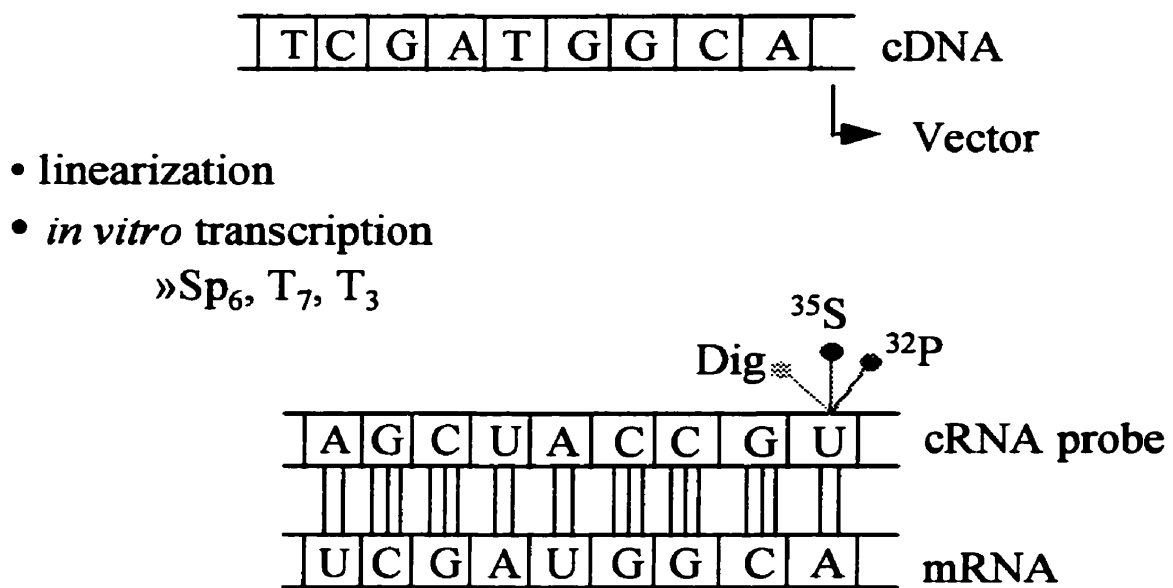 T C G A T G G C A cDNA
Vector
• linearization
• in vitro transcription
»Sp₆, T₇, T₃
³⁵S
Dig ³²P
A G C U A C C G U cRNA probe
U C G A U G G C A mRNA